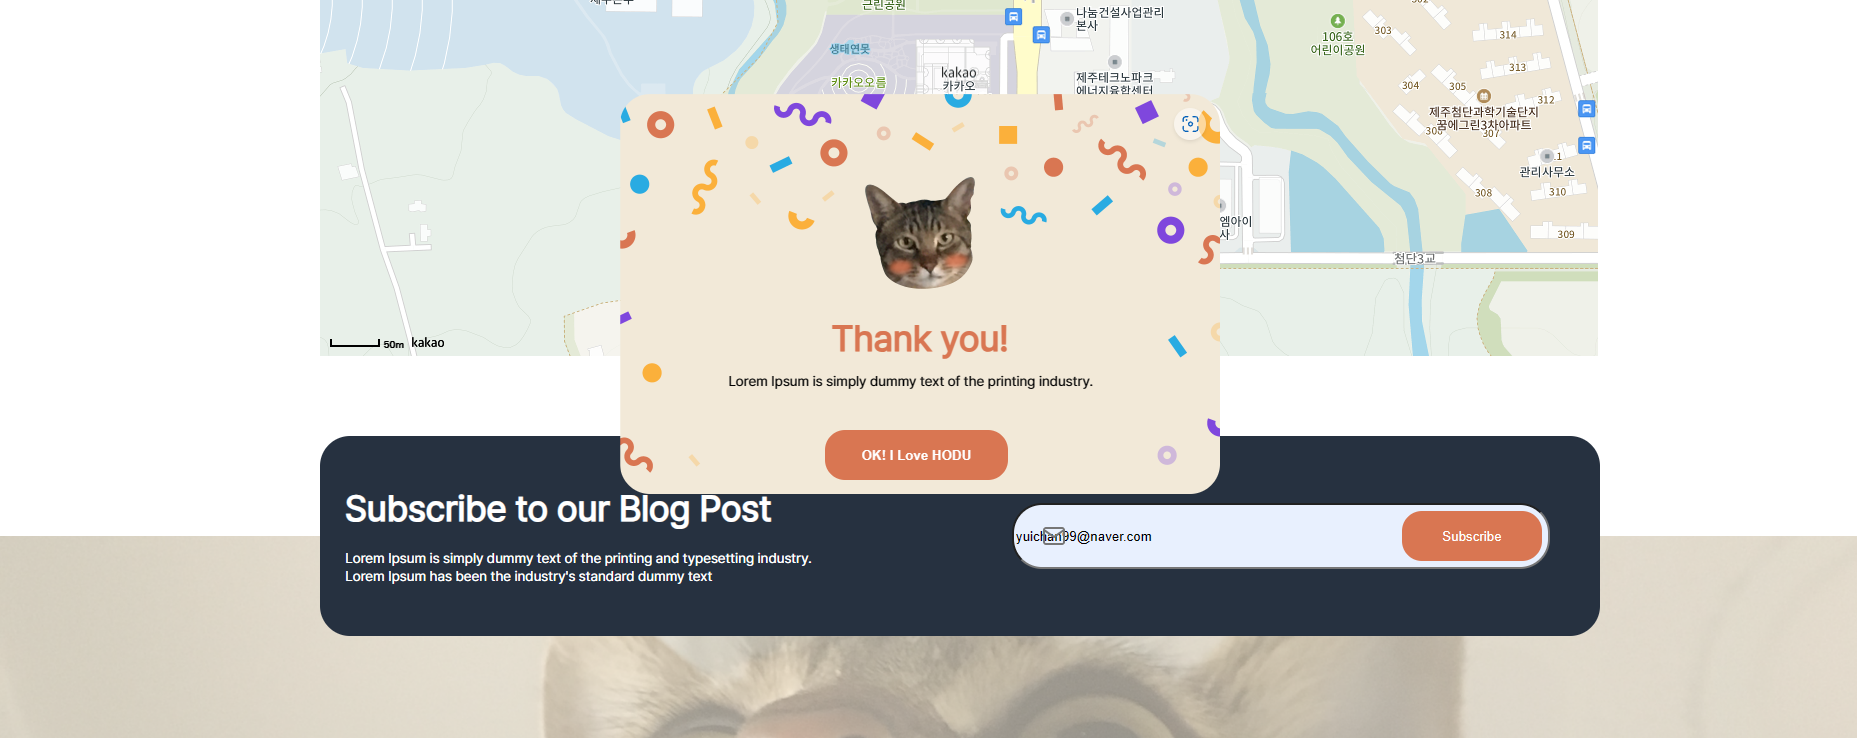 근린공원
나눔건설사업관리
본사
생태연못
카카오오름
kakao
카카오
제주테크노파크
에너지융합센터
106호
어린이공원
303
314
313
304
305
312
제주첨단과학기술단지
꿈에그린3차아파트
306
307
관리사무소
308
310
309
엠아이
사
첨단3교
50m
kakao
Thank you!
Lorem Ipsum is simply dummy text of the printing industry.
OK! I Love HODU
Subscribe to our Blog Post
Lorem Ipsum is simply dummy text of the printing and typesetting industry.
Lorem Ipsum has been the industry's standard dummy text
yuichan99@naver.com
Subscribe